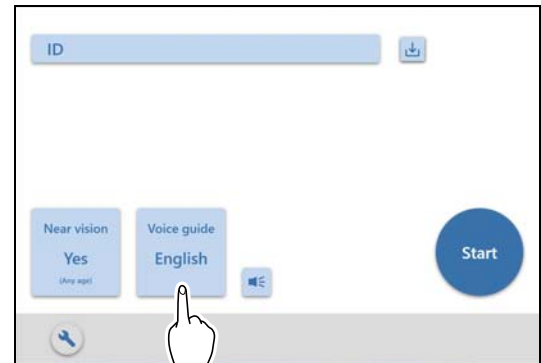 ID
Near vision
Yes
(Any age)
Voice guide
English
Start